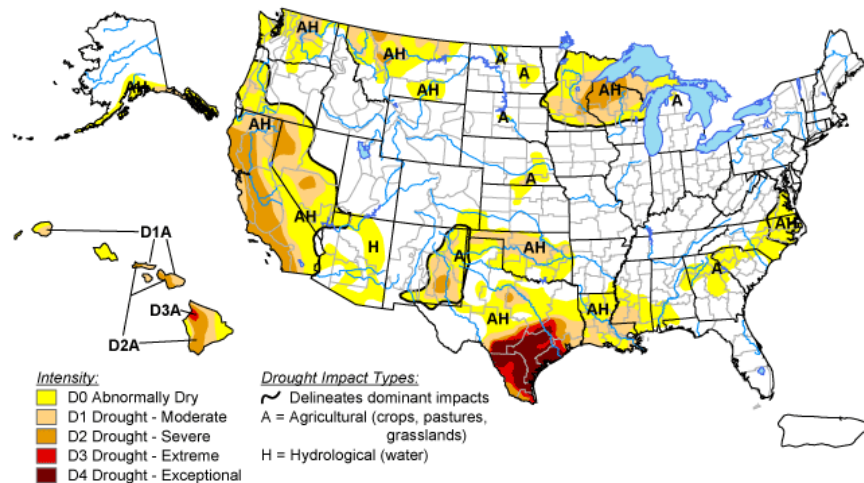 AH
AH
AH
AH
A
A
AH
A
AH
A
A
AH
AH
H
A
AH
AH
A
AH
AH
D1A
D3A
D2A
Intensity:
D0 Abnormally Dry
D1 Drought - Moderate
D2 Drought - Severe
D3 Drought - Extreme
D4 Drought - Exceptional
Drought Impact Types:
Delineates dominant impacts
A = Agricultural (crops, pastures,
grasslands)
H = Hydrological (water)